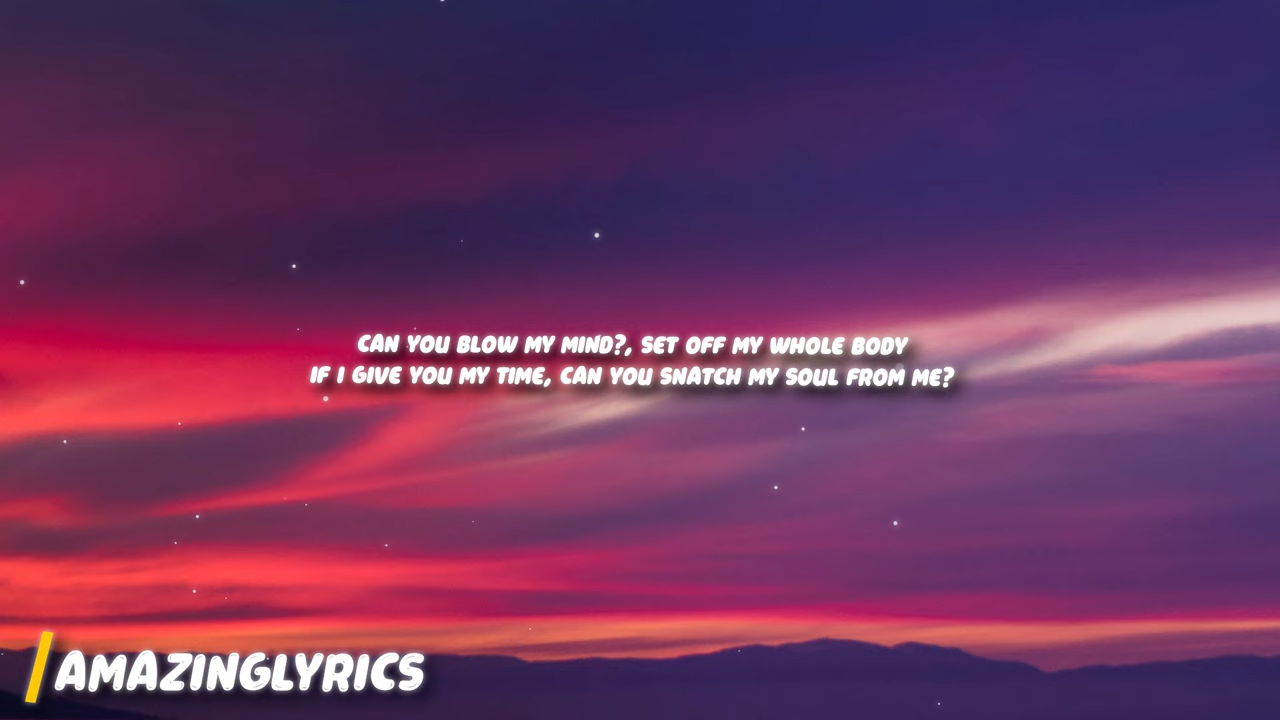 CAN YOU BLOW MY MIND?, SET OFF MY WHOLE BODY
IF I GIVE YOU MY TIME, CAN YOU SNATCH MY SOUL FROM ME?
AMAZINGLYRICS